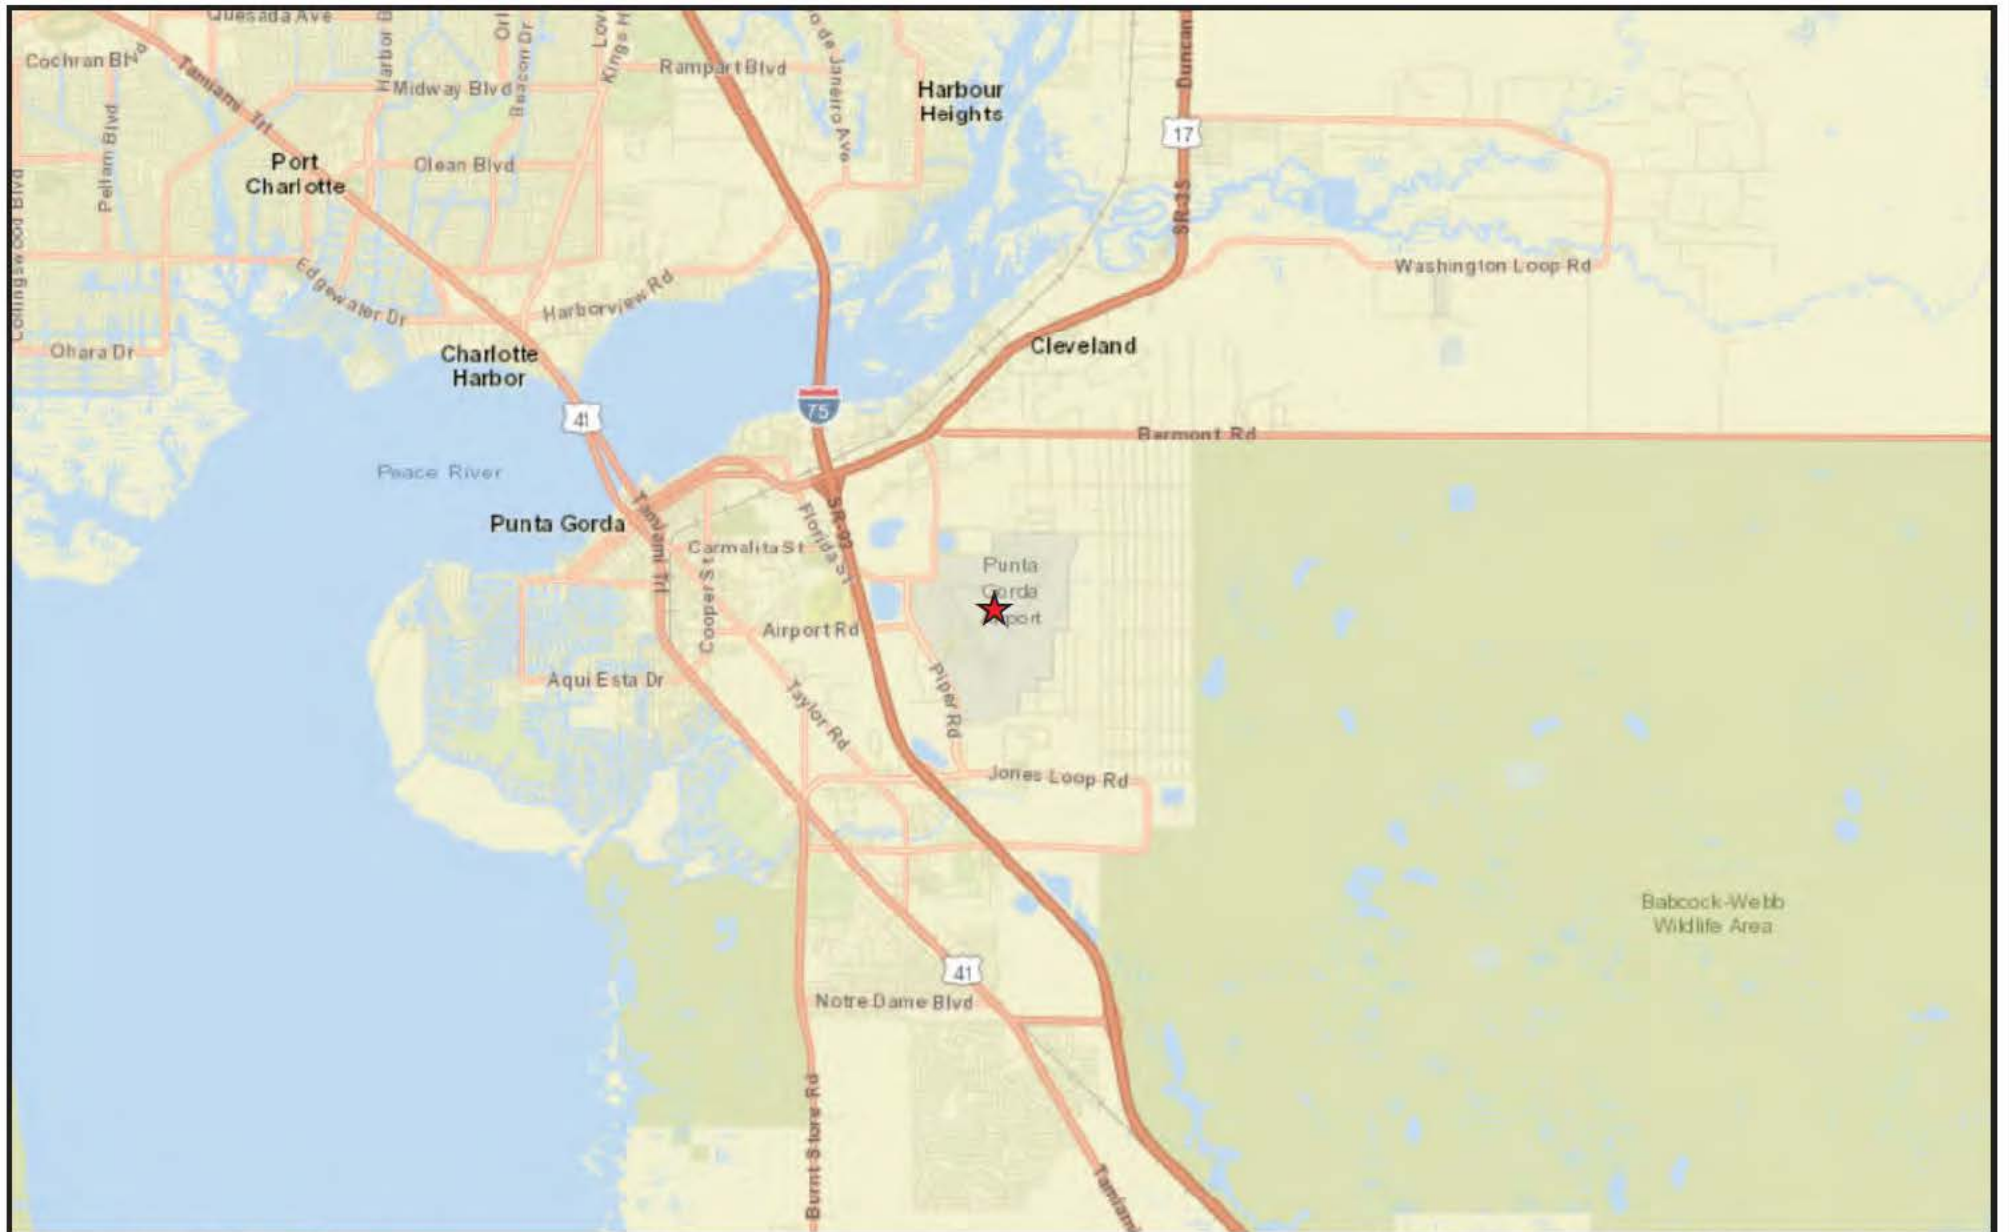 Quesada Ave
Cochran Blvd
Tamiami Trl
Harbor B
Orl
Beacon Dr
Lov
Kings H
Rampart Blvd
o de Janeiro Ave
Harbour
Heights
Duncan
17
SR-35
Midway Blvd
Pellam Blvd
Port
Charlotte
Olean Blvd
Collingswood Blvd
Edgewater Dr
Harborview Rd
Washington Loop Rd
Ohara Dr
Charlotte
Harbor
Cleveland
75
41
Bermont Rd
Peace River
Punta Gorda
Tamiami Trl
Florida St
SR-93
Carmalita St
Cooper St
Punta
Gorda
port
Airport Rd
Aqui Esta Dr
Taylor Rd
Piper Rd
Jones Loop Rd
Babcock-Webb
Wildlife Area
41
Notre Dame Blvd
Burnt Store Rd
Tamiami